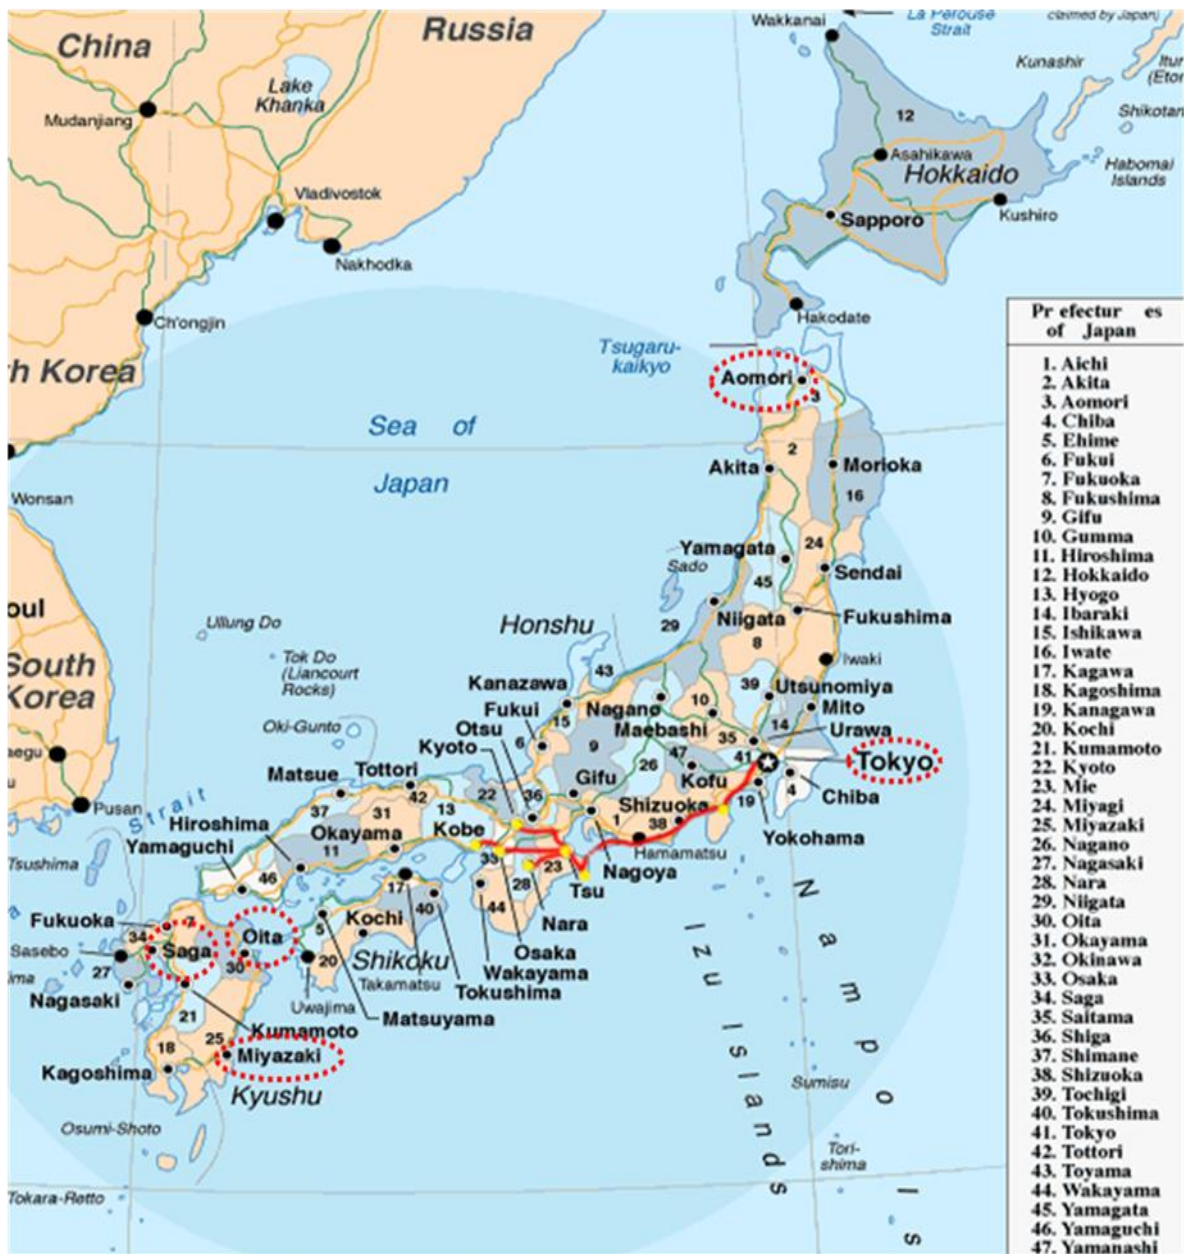 China
Russia
Lake
Khanka
Mudanjiang
Vladivostok
Nakhodka
Ch'ongjin
h Korea
Wonsan
oul
South
Korea
aegu
Pusan
Strait
Tsushima
Sea of
Japan
Ullung Do
Tok Do
(Liancourt
Rocks)
Oki-Gunto
Honshu
Sado
Tsugaru-
kaikyo
Wakkanai
La Perouse
Strait
claimed by Japan)
Kunashir
Itur
(Etor
Shikotan
Habomai
Islands
12
Asahikawa
Hokkaido
Kushiro
Sapporo
Hakodate
Aomori
3
2
Akita
Morioka
16
Yamagata
24
45
Sendai
Niigata
Fukushima
29
8
Iwaki
43
Kanazawa
Nagano
10
39
Utsunomiya
Fukui
15
Maebashi
14
Mito
Otsu
35
Urawa
Kyoto
6
9
26
47
41
Tokyo
Kofu
Gifu
Matsue
Tottori
42
13
22
36
Shizuoka
19
4
Chiba
37
31
Hiroshima
Okayama
Kobe
1
38
Yokohama
Yamaguchi
11
33
Hamamatsu
23
Nagoya
46
28
Tsu
17
40
44
Nara
Fukuoka
7
Kochi
5
Osaka
34
Saga
Oita
Sasebo
30
20
Shikoku
Wakayama
27
Takamatsu
Tokushima
Nagasaki
Uwajima
21
Matsuyama
Kumamoto
25
18
Miyazaki
Kagoshima
Kyushu
Osumi-Shoto
Tokara-Retto
Izu Islands
Nampo Is
Sumisu
Tori-
shima
Pr efectur es
of Japan
1. Aichi
2. Akita
3. Aomori
4. Chiba
5. Ehime
6. Fukui
7. Fukuoka
8. Fukushima
9. Gifu
10. Gumma
11. Hiroshima
12. Hokkaido
13. Hyogo
14. Ibaraki
15. Ishikawa
16. Iwate
17. Kagawa
18. Kagoshima
19. Kanagawa
20. Kochi
21. Kumamoto
22. Kyoto
23. Mie
24. Miyagi
25. Miyazaki
26. Nagano
27. Nagasaki
28. Nara
29. Niigata
30. Oita
31. Okayama
32. Okinawa
33. Osaka
34. Saga
35. Saitama
36. Shiga
37. Shimane
38. Shizuoka
39. Tochigi
40. Tokushima
41. Tokyo
42. Tottori
43. Toyama
44. Wakayama
45. Yamagata
46. Yamaguchi
47. Yamanashi